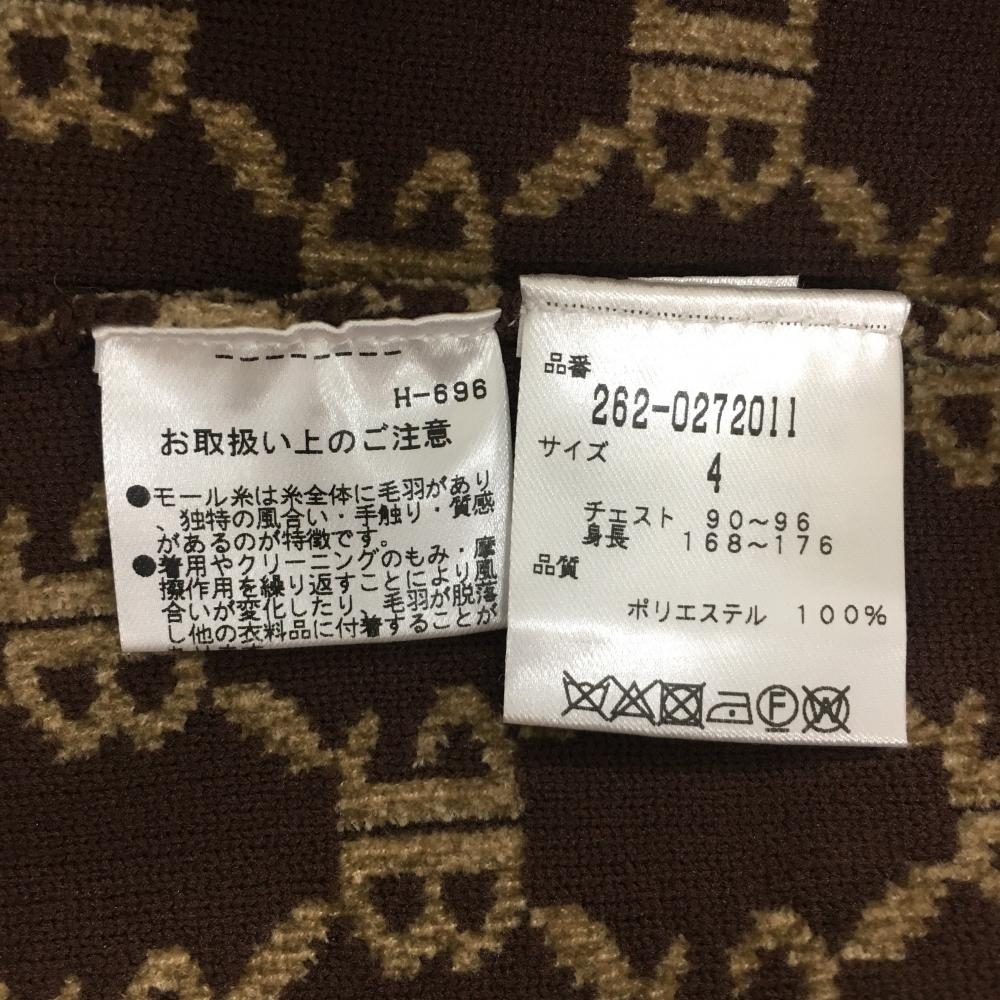 H-696
お取扱い上のご注意
●モール糸は糸全体に毛羽があり
、独特の風合い・手触り・質感
があるのが特徴です。
●着用やクリーニングのもみ・摩
擦作用を繰り返すことにより風
合いが変化したり、毛羽が脱落
し他の衣料品に付着することが
品番
262-0272011
サイズ
4
チェスト 90～96
身長 168～176
品質
ポリエステル 100%
F
W